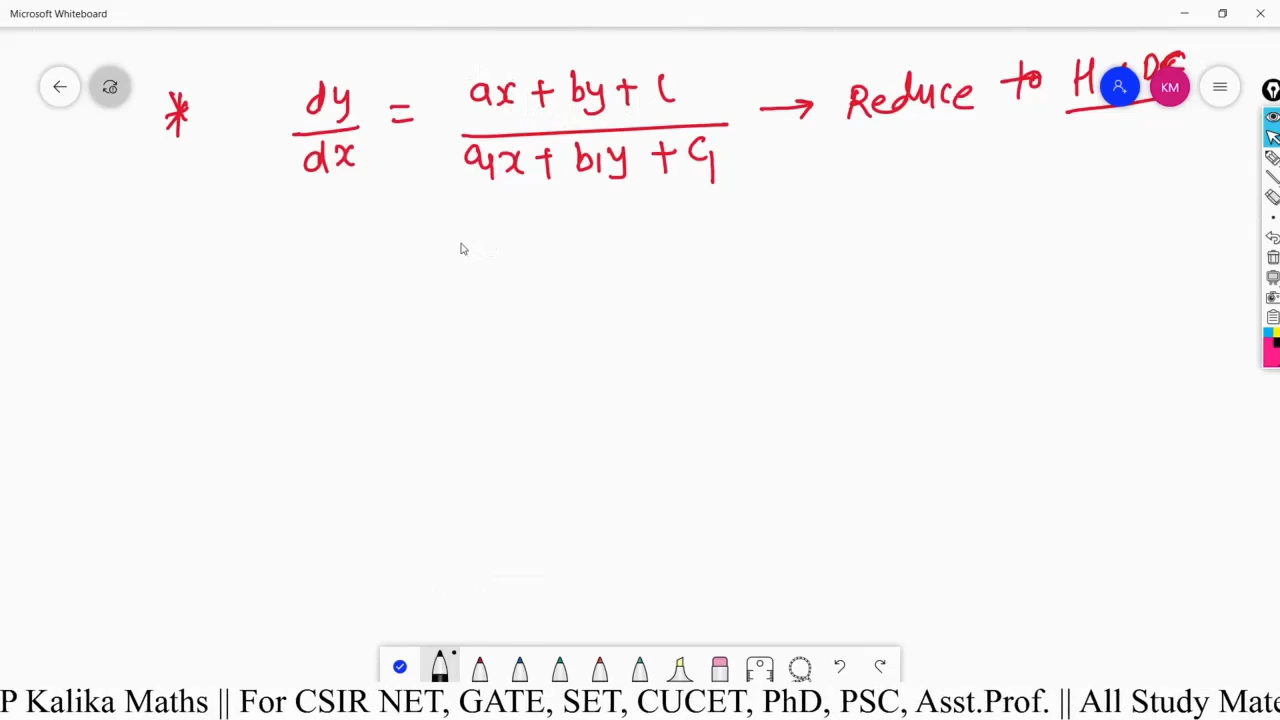 Microsoft Whiteboard
* dy/dx = ax + by + c / a₁x + b₁y + c₁ → Reduce to H
KM
P Kalika Maths || For CSIR NET, GATE, SET, CUCET, PhD, PSC, Asst.Prof. || All Study Mate